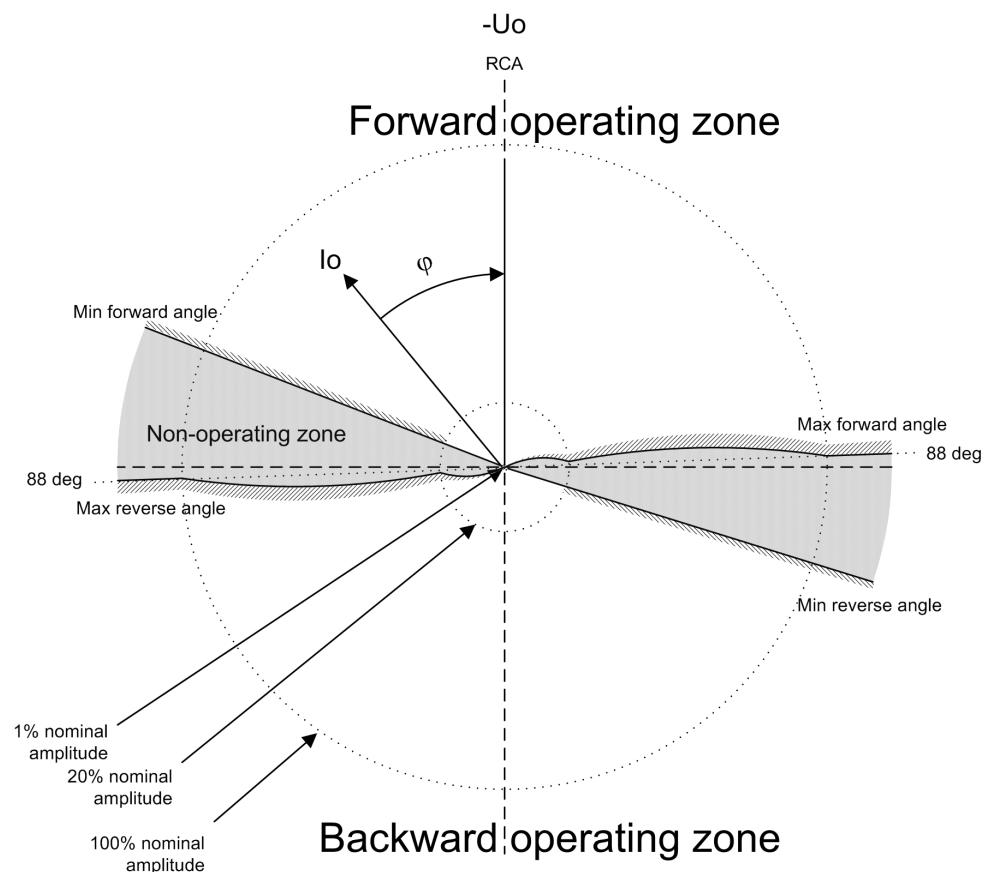 -Uo
RCA
Forward operating zone
Io
φ
Min forward angle
Non-operating zone
Max forward angle
88 deg
88 deg
Max reverse angle
Min reverse angle
1% nominal
amplitude
20% nominal
amplitude
100% nominal
amplitude
Backward operating zone